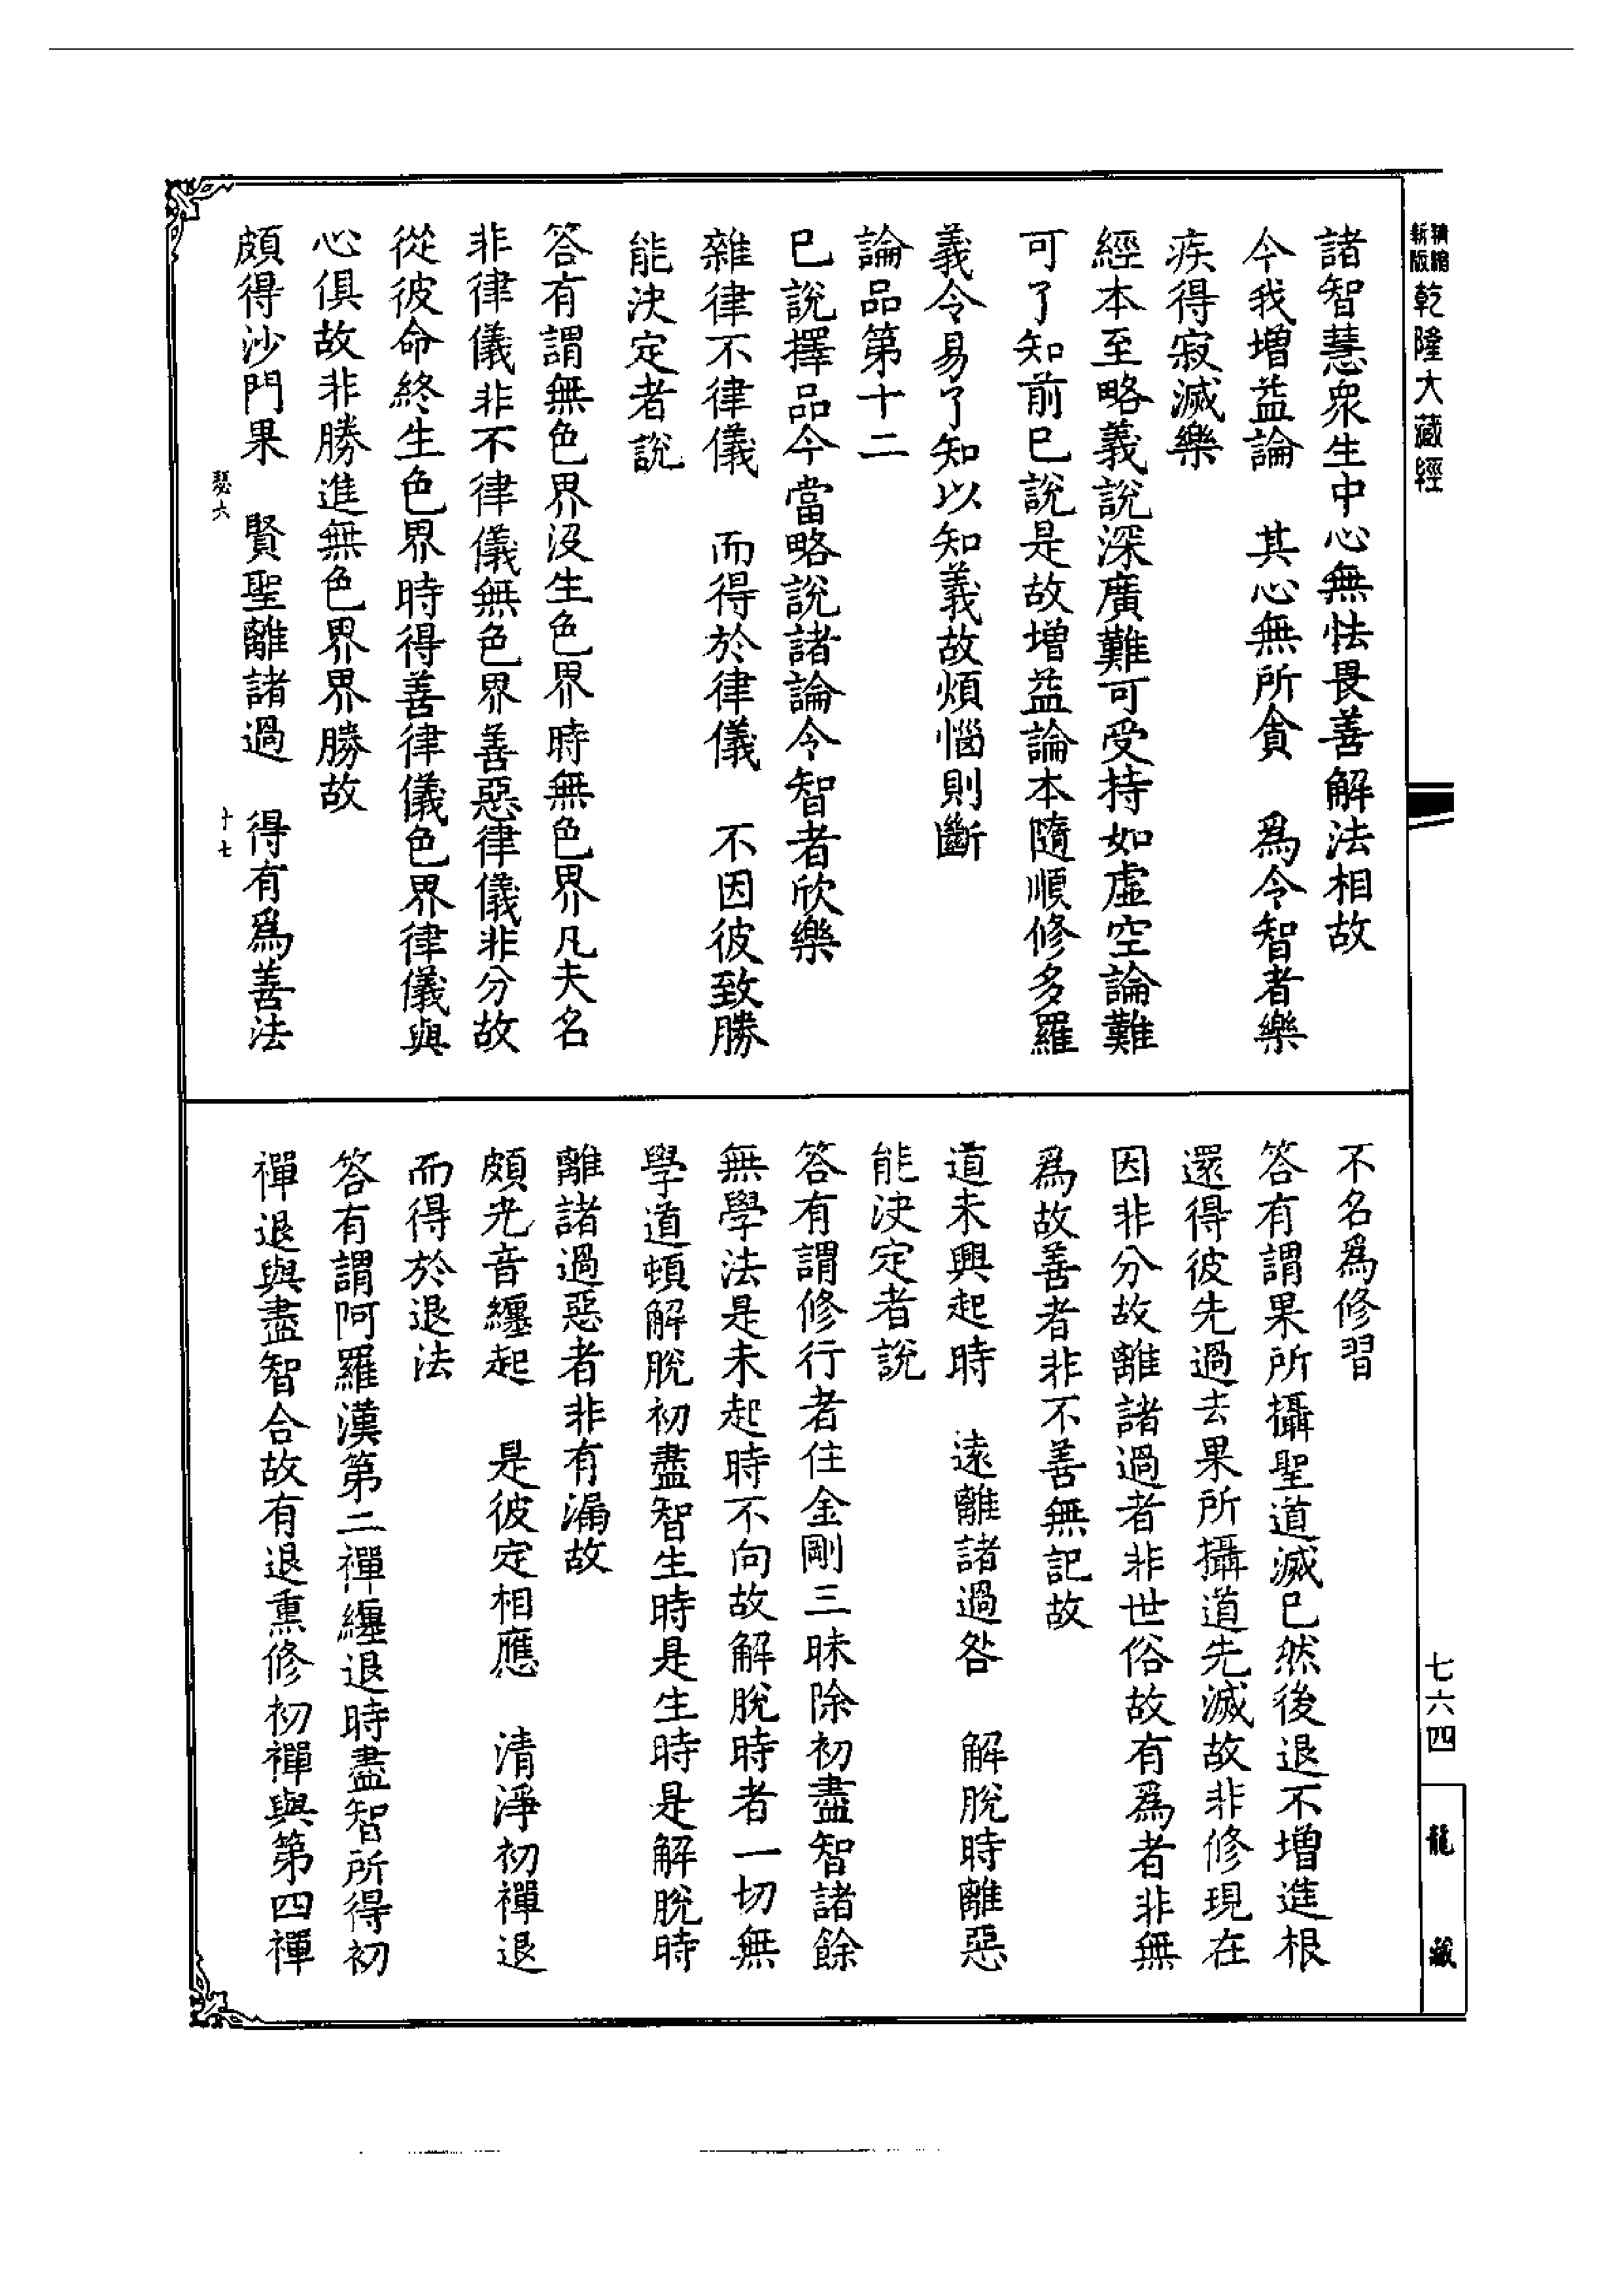 精縮新版 乾隆大藏經
諸智慧衆生中心無怯畏善解法相故
今我增益論　其心無所貪　爲令智者樂
疾得寂滅樂
經本至略義說深廣難可受持如虛空論難
可了知前已說是故增益論本隨順修多羅
義令易了知以知義故煩惱則斷
論品第十二
已說擇品今當略說諸論令智者欣樂
雜律不律儀　而得於律儀　不因彼致勝
能決定者說
答有謂無色界沒生色界時無色界凡夫名
非律儀非不律儀無色界善惡律儀非分故
從彼命終生色界時得善律儀色界律儀與
心俱故非勝進無色界界勝故
頗得沙門果　賢聖離諸過　得有爲善法
瑟六　十七
不名爲修習
答有謂果所攝聖道滅已然後退不增進根
還得彼先過去果所攝道先滅故非修現在
因非分故離諸過者非世俗故有爲者非無
爲故善者非不善無記故
道未興起時　遠離諸過咎　解脫時離惡
能決定者說
答有謂修行者住金剛三昧除初盡智諸餘
無學法是未起時不向故解脫時者一切無
學道頓解脫初盡智生時是生時是解脫時
離諸過惡者非有漏故
頗光音纏起　是彼定相應　清淨初禪退
而得於退法
答有謂阿羅漢第二禪纏退時盡智所得初
禪退與盡智合故有退熏修初禪與第四禪
七六四
龍藏